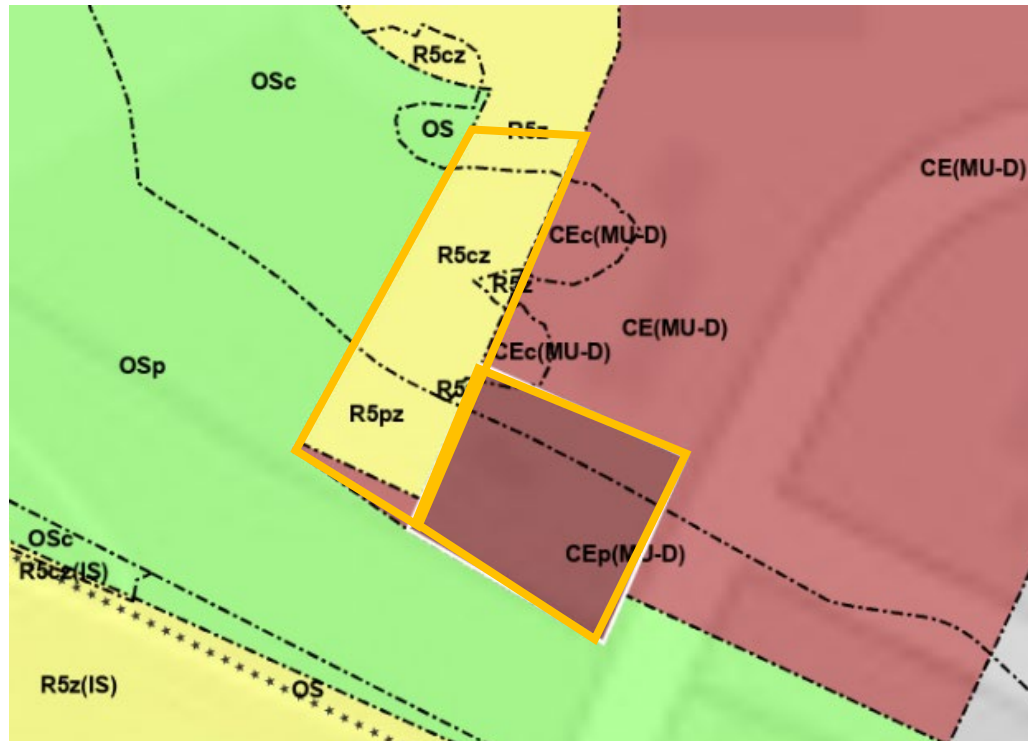 R5cz
OSc
OS
R5z
CE(MU-D)
CEc(MU-D)
R5cz
R5z
CE(MU-D)
CEc(MU-D)
OSp
R5
R5pz
OSc
CEp(MU-D)
R5cz(IS)
R5z(IS)
OS